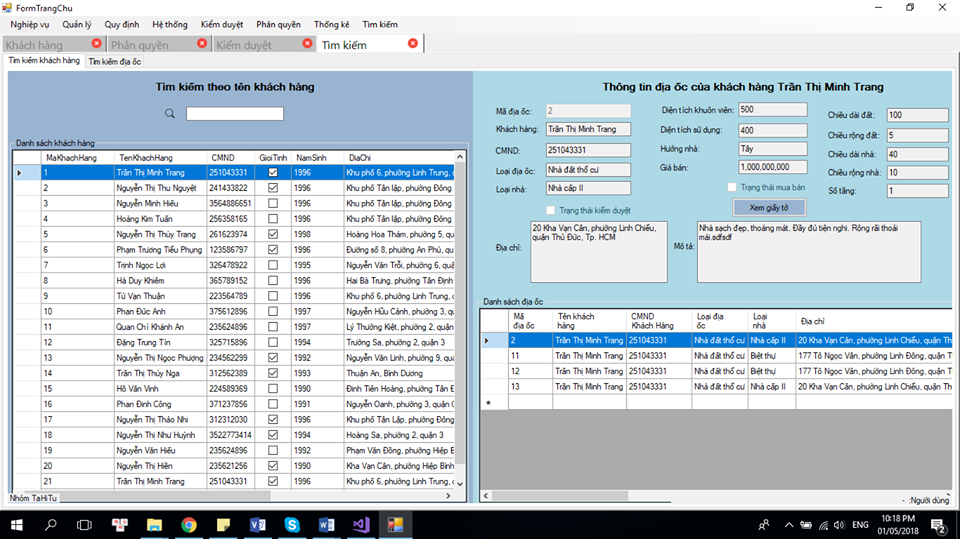 FormTrangChu
Nghiệp vụ Quản lý Quy định Hệ thống Kiểm duyệt Phân quyền Thống kê Tìm kiếm
Khách hàng Phân quyền Kiểm duyệt Tìm kiếm
Tìm kiếm khách hàng Tìm kiếm địa ốc
Tìm kiếm theo tên khách hàng
Danh sách khách hàng
MaKhachHang TenKhachHang CMND GioiTinh NamSinh DiaChi
1 Trần Thị Minh Trang 251043331 1996 Khu phố 6, phường Linh Trung,
2 Nguyễn Thị Thu Nguyệt 241433822 1996 Khu phố Tân lập, phường Đông
3 Nguyễn Minh Hiếu 3564886651 1996 Khu phố Tân lập, phường Đông
4 Hoàng Kim Tuấn 256358165 1996 Khu phố Tân lập, phường Đông
5 Nguyễn Thị Thùy Trang 261623974 1998 Hoàng Hoa Thám, phường 5,
6 Phạm Trương Tiểu Phụng 123586797 1996 Đường số 8, phường An Phú,
7 Trịnh Ngọc Lợi 326478922 1995 Nguyễn Văn Trỗi, phường 6,
8 Hà Duy Khiêm 365789152 1996 Hai Bà Trưng, phường Tân Định
9 Từ Vạn Thuận 223564789 1996 Khu phố 6, phường Linh Trung,
10 Phan Đức Anh 375612896 1997 Nguyễn Hữu Cảnh, phường 3,
11 Quan Chí Khánh An 235624896 1997 Lý Thường Kiệt, phường 2,
12 Đặng Trung Tín 325715896 1994 Trường Sa, phường 2, quận 3
13 Nguyễn Thị Ngọc Phượng 234562299 1992 Nguyễn Văn Linh, phường 9,
14 Trần Thị Thúy Nga 312562389 1993 Thuận An, Bình Dương
15 Hồ Văn Vinh 224589369 1990 Đinh Tiên Hoàng, phường Tân Đ
16 Phan Đình Công 371237856 1991 Nguyễn Oanh, phường 3,
17 Nguyễn Thị Thảo Nhi 312312030 1996 Khu phố Tân Lập, phường Đông
18 Nguyễn Thị Như Huỳnh 3522773414 1994 Hoàng Sa, phường 2, quận 3
19 Nguyễn Văn Hiếu 235624896 1992 Phạm Văn Đồng, phường Hiệp
20 Nguyễn Thị Hiền 235621256 1990 Kha Vạn Cân, phường Hiệp Bình
21 Trần Thị Minh Trang 251043331 1996 Khu phố 6, phường Linh Trung,
Nhóm TaHiTu
Thông tin địa ốc của khách hàng Trần Thị Minh Trang
Mã địa ốc: 2 Diện tích khuôn viên: 500 Chiều dài đất: 100
Khách hàng: Trần Thị Minh Trang Diện tích sử dụng: 400 Chiều rộng đất: 5
CMND: 251043331 Hướng nhà: Tây Chiều dài nhà: 40
Loại địa ốc: Nhà đất thổ cư Giá bán: 1,000,000,000 Chiều rộng nhà: 10
Loại nhà: Nhà cấp II Trạng thái mua bán Số tầng: 1
Trạng thái kiểm duyệt Xem giấy tờ
Địa chỉ: 20 Kha Vạn Cân, phường Linh Chiểu,
quận Thủ Đức, Tp. HCM
Mô tả: Nhà sạch đẹp, thoáng mát. Đầy đủ tiện nghi. Rộng rãi thoải
mái.sdfsdf
Danh sách địa ốc
Mã địa ốc Tên khách hàng CMND Khách Hàng Loại địa ốc Loại nhà Địa chỉ
2 Trần Thị Minh Trang 251043331 Nhà đất thổ cư Nhà cấp II 20 Kha Vạn Cân, phường Linh Chiểu, quận Th
11 Trần Thị Minh Trang 251043331 Nhà đất thổ cư Biệt thự 177 Tô Ngọc Vân, phường Linh Đông, quận Th
12 Trần Thị Minh Trang 251043331 Nhà đất thổ cư Biệt thự 177 Tô Ngọc Vân, phường Linh Đông, quận Th
13 Trần Thị Minh Trang 251043331 Nhà đất thổ cư Nhà cấp II 20 Kha Vạn Cân, phường Linh Chiểu, quận Th
- :Người dùng
ENG
10:18 PM
01/05/2018
2